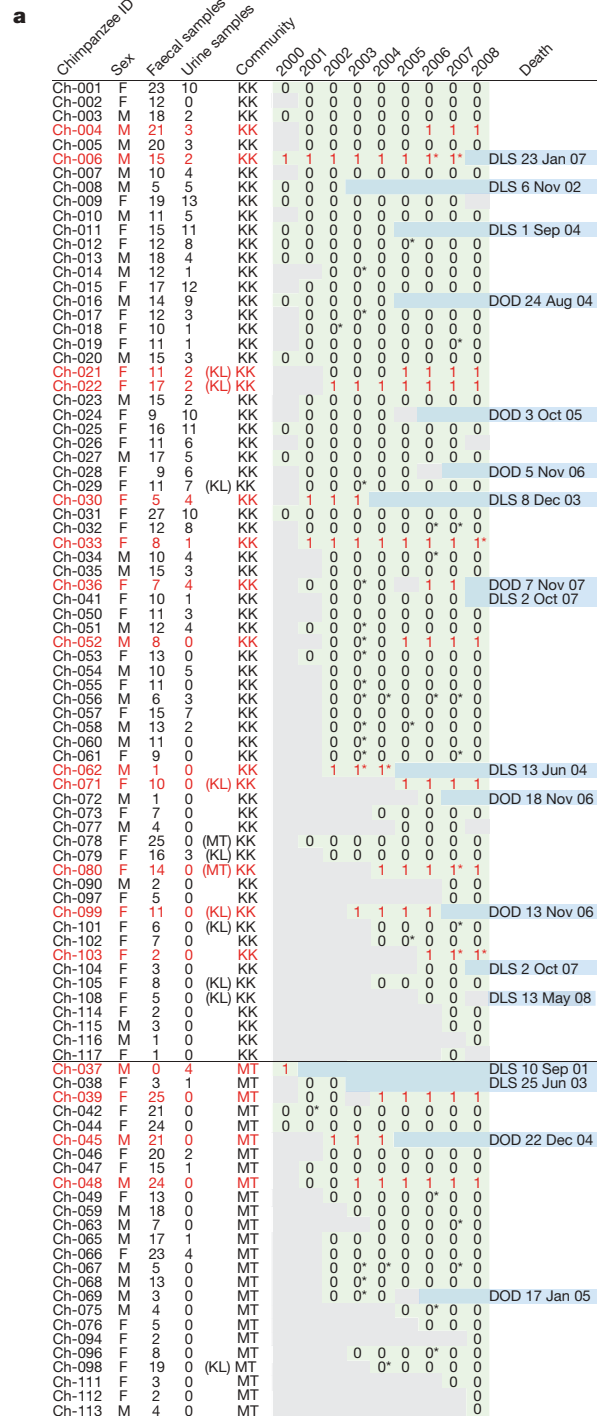 a
Chimpanzee ID Sex Faecal samples Urine samples Community 2000 2001 2002 2003 2004 2005 2006 2007 2008 Death
Ch-001 F 23 10 KK 0 0 0 0 0 0 0 0 0
Ch-002 F 12 0 KK 0 0 0 0 0 0 0 0
Ch-003 M 18 2 KK 0 0 0 0 0 0 0 0 0
Ch-004 M 21 3 KK 0 0 0 0 0 1 1 1
Ch-005 M 20 3 KK 0 0 0 0 0 0 0 0
Ch-006 M 15 2 KK 1 1 1 1 1 1 1* 1* DLS 23 Jan 07
Ch-007 M 10 4 KK 0 0 0 0 0 0 0 0 0
Ch-008 M 5 5 KK 0 0 0 DLS 6 Nov 02
Ch-009 F 19 13 KK 0 0 0 0 0 0 0 0
Ch-010 M 11 5 KK 0 0 0 0 0 0 0 0
Ch-011 F 15 11 KK 0 0 0 0 0 DLS 1 Sep 04
Ch-012 F 12 8 KK 0 0 0 0 0 0* 0 0 0
Ch-013 M 18 4 KK 0 0 0 0 0 0 0 0 0
Ch-014 M 12 1 KK 0 0* 0 0 0 0 0
Ch-015 F 17 12 KK 0 0 0 0 0 0 0 0
Ch-016 M 14 9 KK 0 0 0 0 0 DOD 24 Aug 04
Ch-017 F 12 3 KK 0 0 0* 0 0 0 0 0
Ch-018 F 10 1 KK 0 0* 0 0 0 0 0 0
Ch-019 F 11 1 KK 0 0 0 0 0 0 0* 0
Ch-020 M 15 3 KK 0 0 0 0 0 0 0 0 0
Ch-021 F 11 2 (KL) KK 0 0 0 1 1 1 1
Ch-022 F 17 2 (KL) KK 1 1 1 1 1 1 1
Ch-023 M 15 2 KK 0 0 0 0 0 0 0 0
Ch-024 F 9 10 KK 0 0 0 0 DOD 3 Oct 05
Ch-025 F 16 11 KK 0 0 0 0 0 0 0 0 0
Ch-026 F 11 6 KK 0 0 0 0 0 0 0
Ch-027 M 17 5 KK 0 0 0 0 0 0 0 0 0
Ch-028 F 9 6 KK 0 0 0 0 0 DOD 5 Nov 06
Ch-029 F 11 7 (KL) KK 0 0 0* 0 0 0 0 0
Ch-030 F 5 4 KK 1 1 1 DLS 8 Dec 03
Ch-031 F 27 10 KK 0 0 0 0 0 0 0 0 0
Ch-032 F 12 8 KK 0 0 0 0 0 0* 0* 0
Ch-033 F 8 1 KK 1 1 1 1 1 1 1 1*
Ch-034 M 10 4 KK 0 0 0 0 0 0* 0 0
Ch-035 M 15 3 KK 0 0 0 0 0 0 0 0
Ch-036 F 7 4 KK 0 0 0* 0 1 1 DOD 7 Nov 07
Ch-041 F 10 1 KK 0 0 0 0 0 0 DLS 2 Oct 07
Ch-050 F 11 3 KK 0 0 0 0 0 0 0
Ch-051 M 12 4 KK 0 0 0* 0 0 0 0 0
Ch-052 M 8 0 KK 0 0* 0 1 1 1 1
Ch-053 F 13 0 KK 0 0 0* 0 0 0 0 0
Ch-054 M 10 5 KK 0 0 0 0 0 0 0
Ch-055 F 11 0 KK 0 0* 0 0 0 0 0
Ch-056 M 6 3 KK 0 0* 0* 0 0* 0* 0
Ch-057 F 15 7 KK 0 0 0 0 0 0 0
Ch-058 M 13 2 KK 0 0* 0 0* 0 0 0
Ch-060 M 11 0 KK 0 0* 0 0 0 0 0
Ch-061 F 9 0 KK 0 0* 0 0 0 0* 0
Ch-062 M 1 0 KK 1 1* 1* DLS 13 Jun 04
Ch-071 F 10 0 (KL) KK 1 1 1 1
Ch-072 M 1 0 KK 0 DOD 18 Nov 06
Ch-073 F 7 0 KK 0 0 0 0 0
Ch-077 M 4 0 KK 0 0 0
Ch-078 F 25 0 (MT) KK 0 0 0 0 0 0 0 0
Ch-079 F 16 3 (KL) KK 0 0 0 0 0 0 0
Ch-080 F 14 0 (MT) KK 1 1 1 1* 1
Ch-090 M 2 0 KK 0 0
Ch-097 F 5 0 KK 0 0
Ch-099 F 11 0 (KL) KK 1 1 1 1 DOD 13 Nov 06
Ch-101 F 6 0 (KL) KK 0 0 0 0*
Ch-102 F 7 0 KK 0 0* 0 0 0
Ch-103 F 2 0 KK 1 1* 1*
Ch-104 F 3 0 KK 0 0 DLS 2 Oct 07
Ch-105 F 8 0 (KL) KK 0 0 0 0 0
Ch-108 F 5 0 (KL) KK 0 0 DLS 13 May 08
Ch-114 F 2 0 KK 0 0
Ch-115 M 3 0 KK 0 0
Ch-116 M 1 0 KK 0
Ch-117 F 1 0 KK 0
Ch-037 M 0 4 MT 1 DLS 10 Sep 01
Ch-038 F 3 1 MT 0 0 DLS 25 Jun 03
Ch-039 F 25 0 MT 0 0 1 1 1 1 1
Ch-042 F 21 0 MT 0 0* 0 0 0 0 0 0 0
Ch-044 F 24 0 MT 0 0 0 0 0 0 0 0 0
Ch-045 M 21 0 MT 1 1 1 DOD 22 Dec 04
Ch-046 F 20 2 MT 0 0 0 0 0 0 0
Ch-047 F 15 1 MT 0 0 0 0 0 0 0 0
Ch-048 M 24 0 MT 0 0 1 1 1 1 1 1
Ch-049 F 13 0 MT 0 0 0 0 0* 0 0
Ch-059 M 18 0 MT 0 0 0 0 0 0
Ch-063 M 7 0 MT 0 0 0 0* 0
Ch-065 M 17 1 MT 0 0 0 0 0 0 0
Ch-066 F 23 4 MT 0 0 0 0 0 0 0
Ch-067 M 5 0 MT 0 0* 0* 0 0* 0* 0
Ch-068 M 13 0 MT 0 0* 0 0 0 0 0
Ch-069 M 3 0 MT 0 0* 0 DOD 17 Jan 05
Ch-075 M 4 0 MT 0 0* 0 0
Ch-076 F 5 0 MT 0 0 0
Ch-094 F 2 0 MT 0
Ch-096 F 8 0 MT 0 0 0 0* 0 0
Ch-098 F 19 0 (KL) MT 0* 0 0 0 0
Ch-111 F 3 0 MT 0 0
Ch-112 F 2 0 MT 0
Ch-113 M 4 0 MT 0